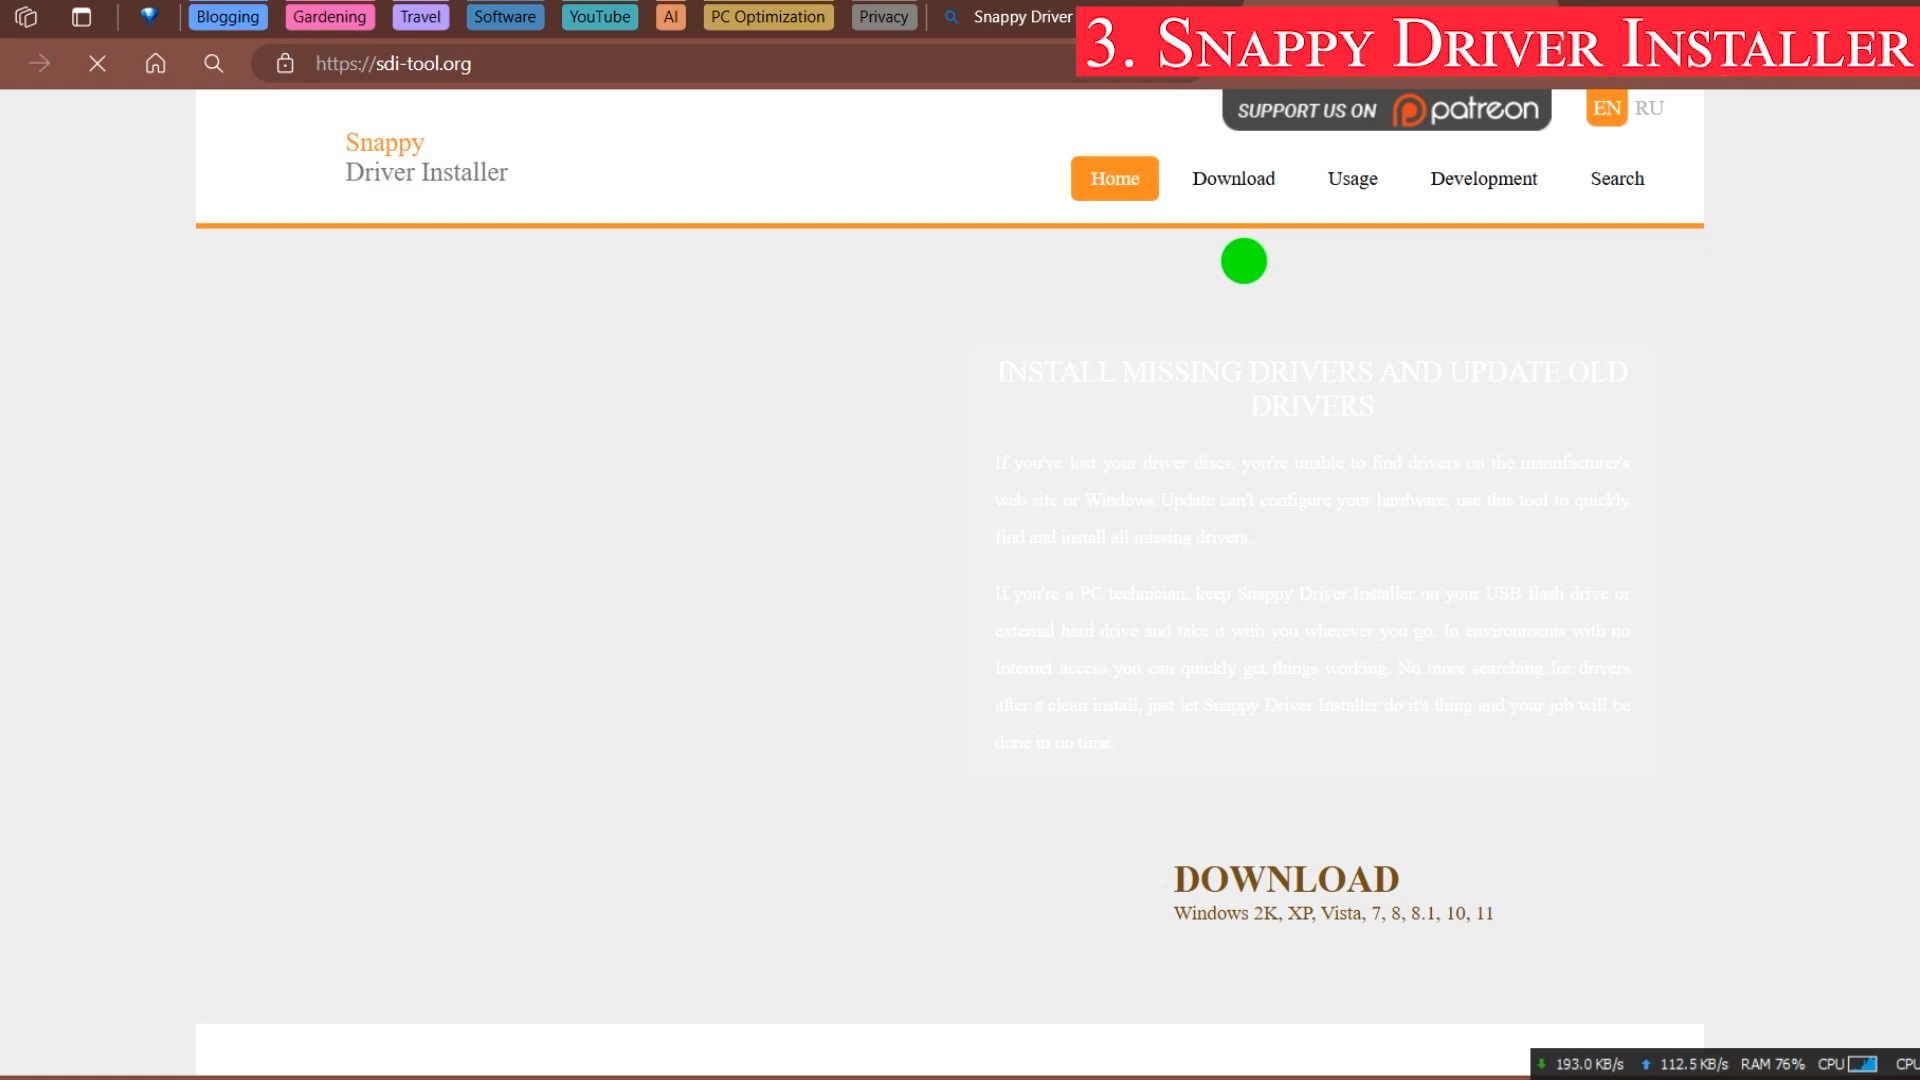 Blogging Gardening Travel Software YouTube AI PC Optimization Privacy Snappy Driver
3. Snappy Driver Installer
https://sdi-tool.org
SUPPORT US ON patreon
EN RU
Snappy
Driver Installer
Home Download Usage Development Search
INSTALL MISSING DRIVERS AND UPDATE OLD
DRIVERS
If you've lost your driver discs, you're unable to find drivers on the manufacturer's
web site or Windows Update can't configure your hardware, use this tool to quickly
find and install all missing drivers.
If you're a PC technician, keep Snappy Driver Installer on your USB flash drive or
external hard drive and take it with you wherever you go. In environments with no
Internet access you can quickly get things working. No more searching for drivers
after a clean install, just let Snappy Driver Installer do it's thing and your job will be
done in no time.
DOWNLOAD
Windows 2K, XP, Vista, 7, 8, 8.1, 10, 11
193.0 KB/s 112.5 KB/s RAM 76% CPU CPU